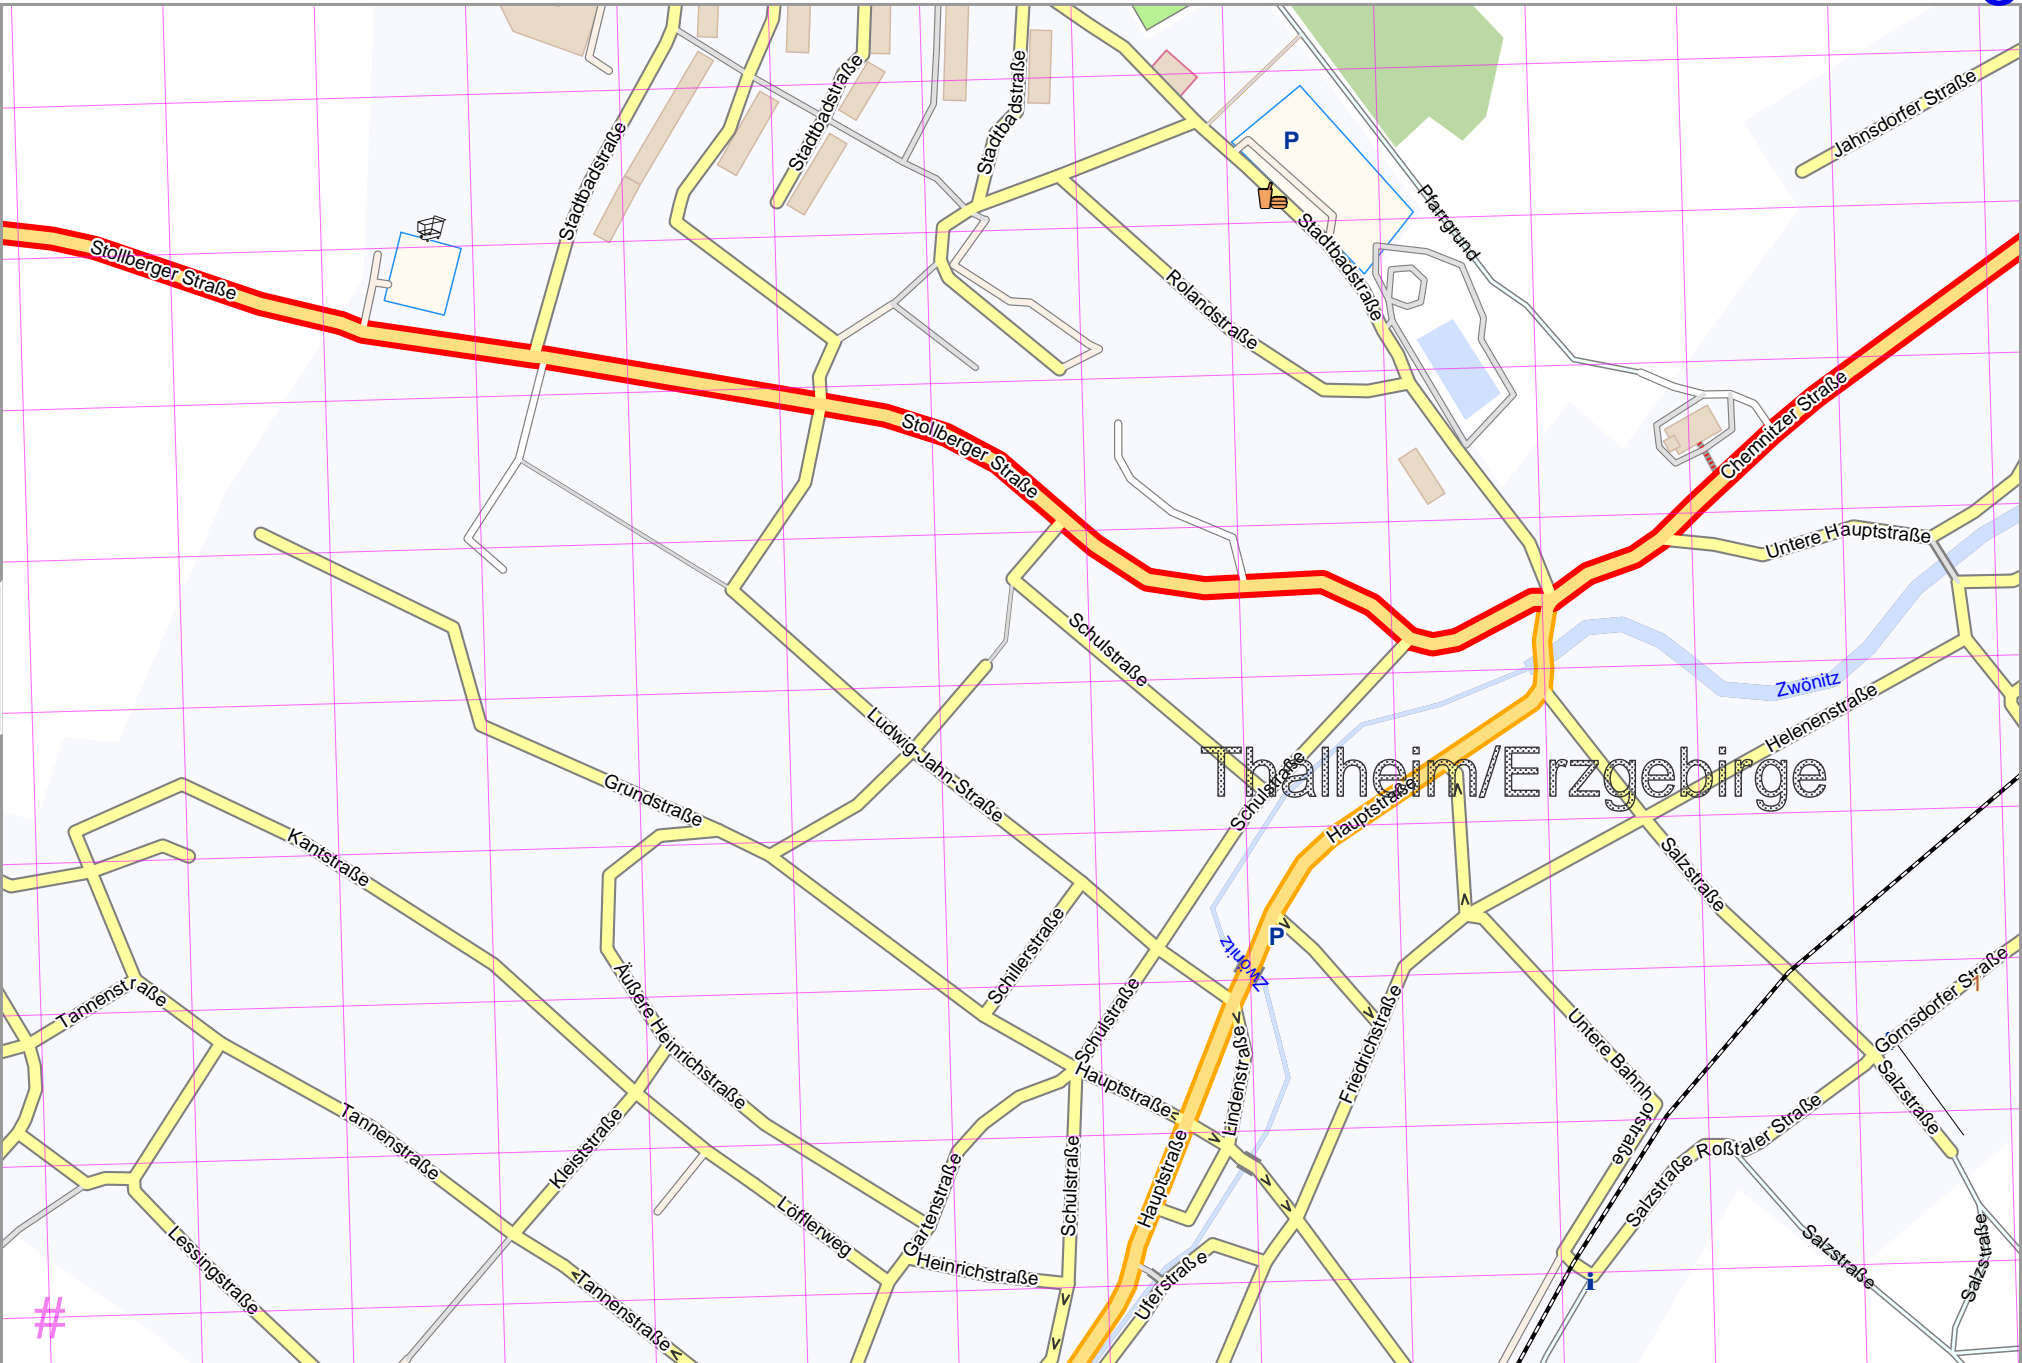 Jahnsdorfer Straße
Stadtbadstraße
Stadtbadstraße
Stadtbadstraße
P
Stadtbadstraße
Pfarrgrund
Stadtbadstraße
Stollberger Straße
Rolandstraße
Stollberger Straße
Chemnitzer Straße
Untere Hauptstraße
Schulstraße
Zwönitz
Helenenstraße
Ludwig-Jahn-Straße
Thalheim/Erzgebirge
Grundstraße
Schulstraße
Hauptstraße
Kantstraße
Salzstraße
Schillerstraße
P
Zwönitz
Tannenstraße
Äußere Heinrichstraße
Schulstraße
Görnsdorfer Straße
Untere Bahnhofstraße
Friedrichstraße
Lindenstraße
Hauptstraße
Salzstraße
Tannenstraße
Kleiststraße
Roßtaler Straße
Salzstraße
Schulstraße
Hauptstraße
Gartenstraße
Löfflerweg
Lessingstraße
Heinrichstraße
Uferstraße
Salzstraße
Salzstraße
Tannenstraße
i
#